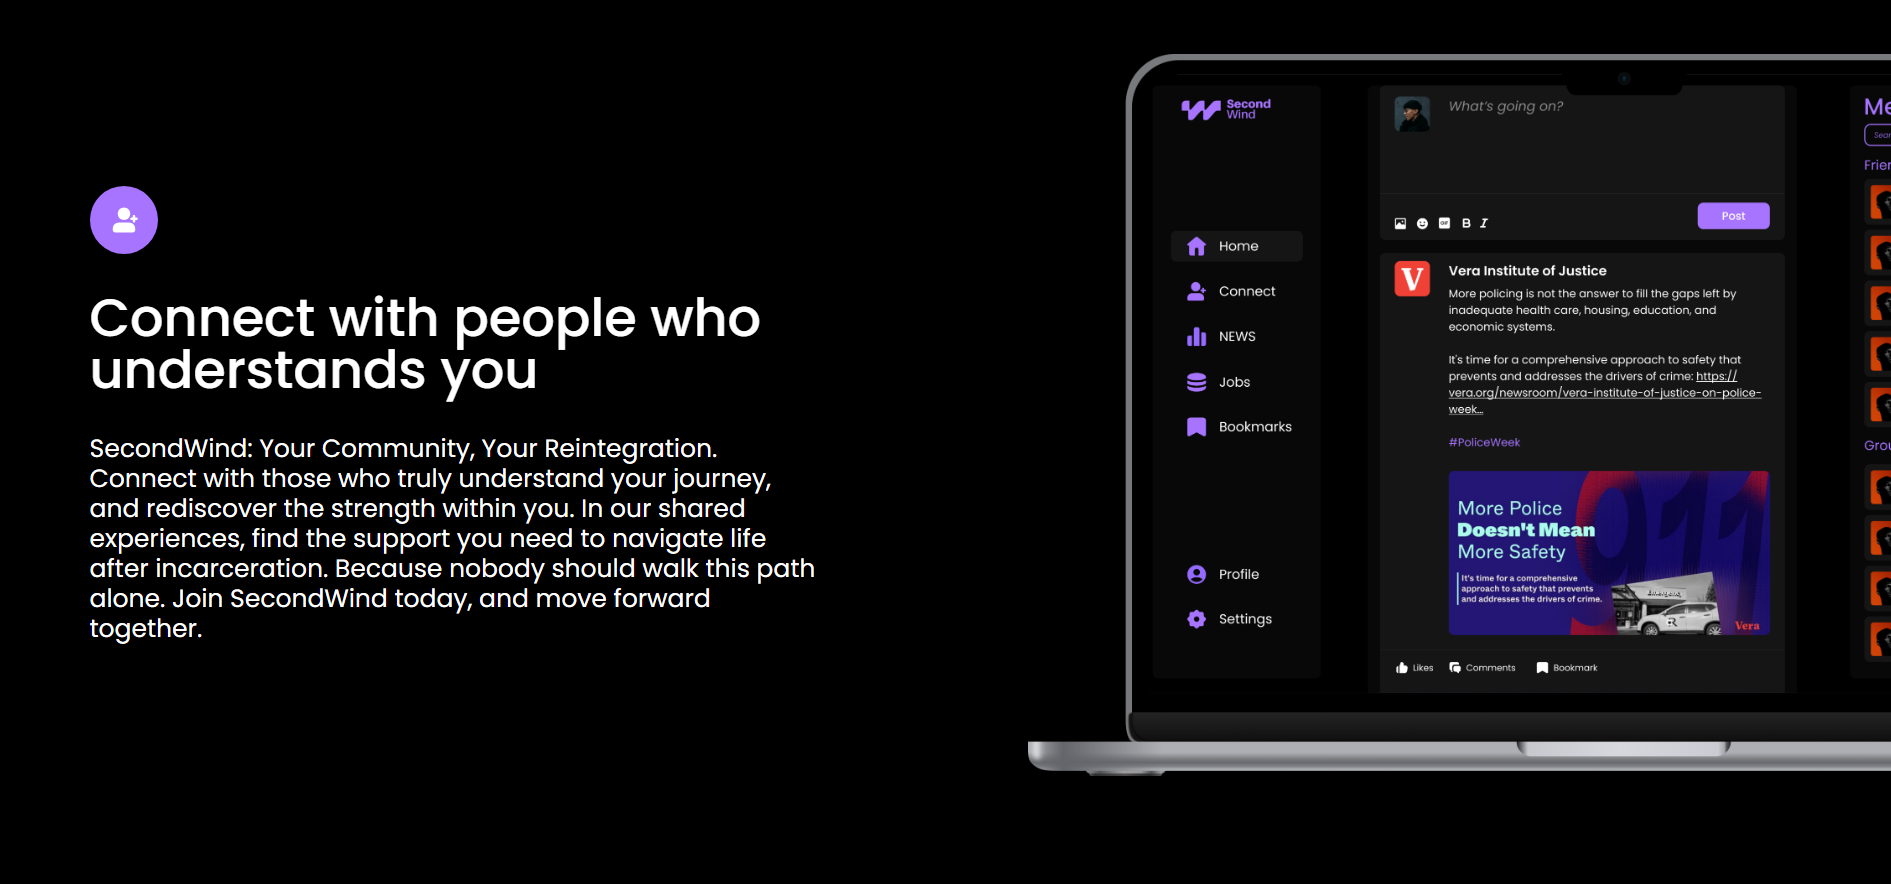 Connect with people who
understands you
SecondWind: Your Community, Your Reintegration.
Connect with those who truly understand your journey,
and rediscover the strength within you. In our shared
experiences, find the support you need to navigate life
after incarceration. Because nobody should walk this path
alone. Join SecondWind today, and move forward
together.
Second
Wind
Home
Connect
NEWS
Jobs
Bookmarks
Profile
Settings
What's going on?
B I
Post
Vera Institute of Justice
More policing is not the answer to fill the gaps left by
inadequate health care, housing, education, and
economic systems.
It's time for a comprehensive approach to safety that
prevents and addresses the drivers of crime: https://
vera.org/newsroom/vera-institute-of-justice-on-police-
week...
#PoliceWeek
911
More Police
Doesn't Mean
More Safety
It's time for a comprehensive
approach to safety that prevents
and addresses the drivers of crime.
Vera
Likes Comments Bookmark